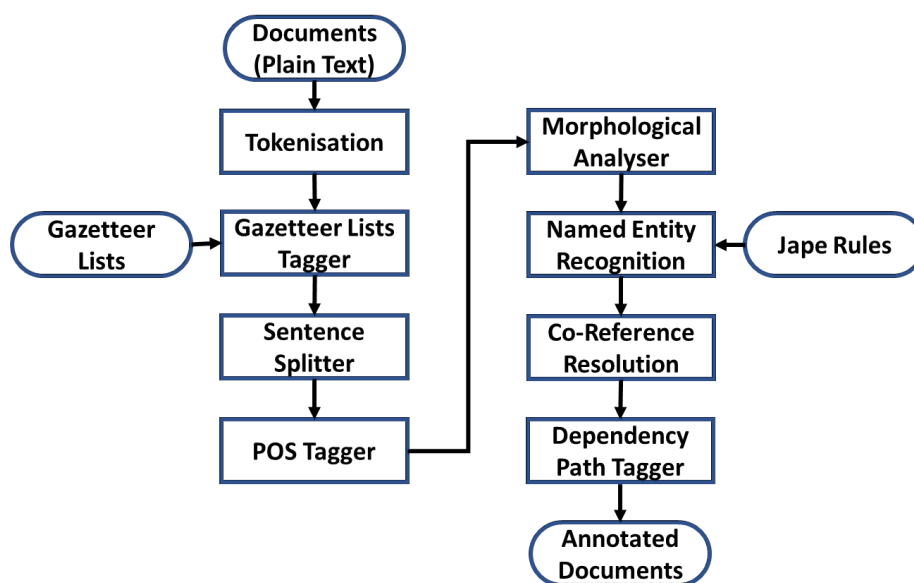 Documents
(Plain Text)
Tokenisation
Gazetteer
Lists
Gazetteer Lists
Tagger
Sentence
Splitter
POS Tagger
Morphological
Analyser
Named Entity
Recognition
Jape Rules
Co-Reference
Resolution
Dependency
Path Tagger
Annotated
Documents